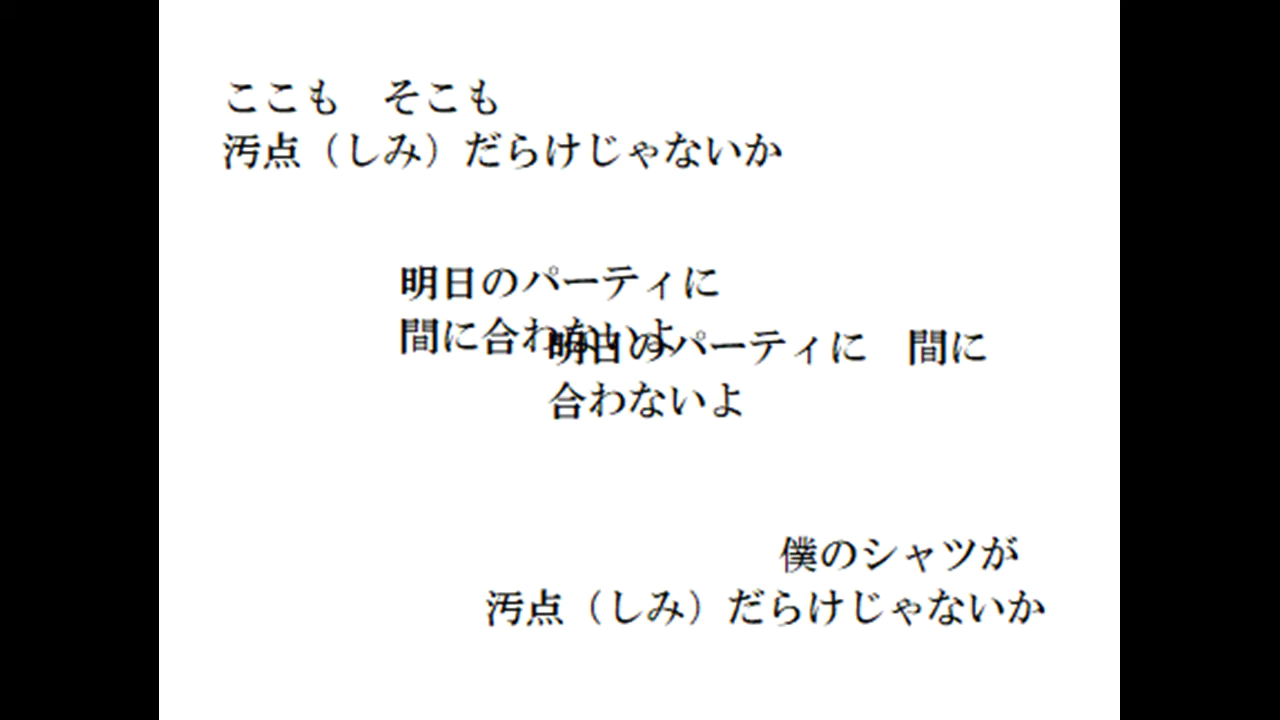 ここも　そこも
汚点（しみ）だらけじゃないか
明日のパーティに
間に合わないよ
明日のパーティに　間に
合わないよ
僕のシャツが
汚点（しみ）だらけじゃないか